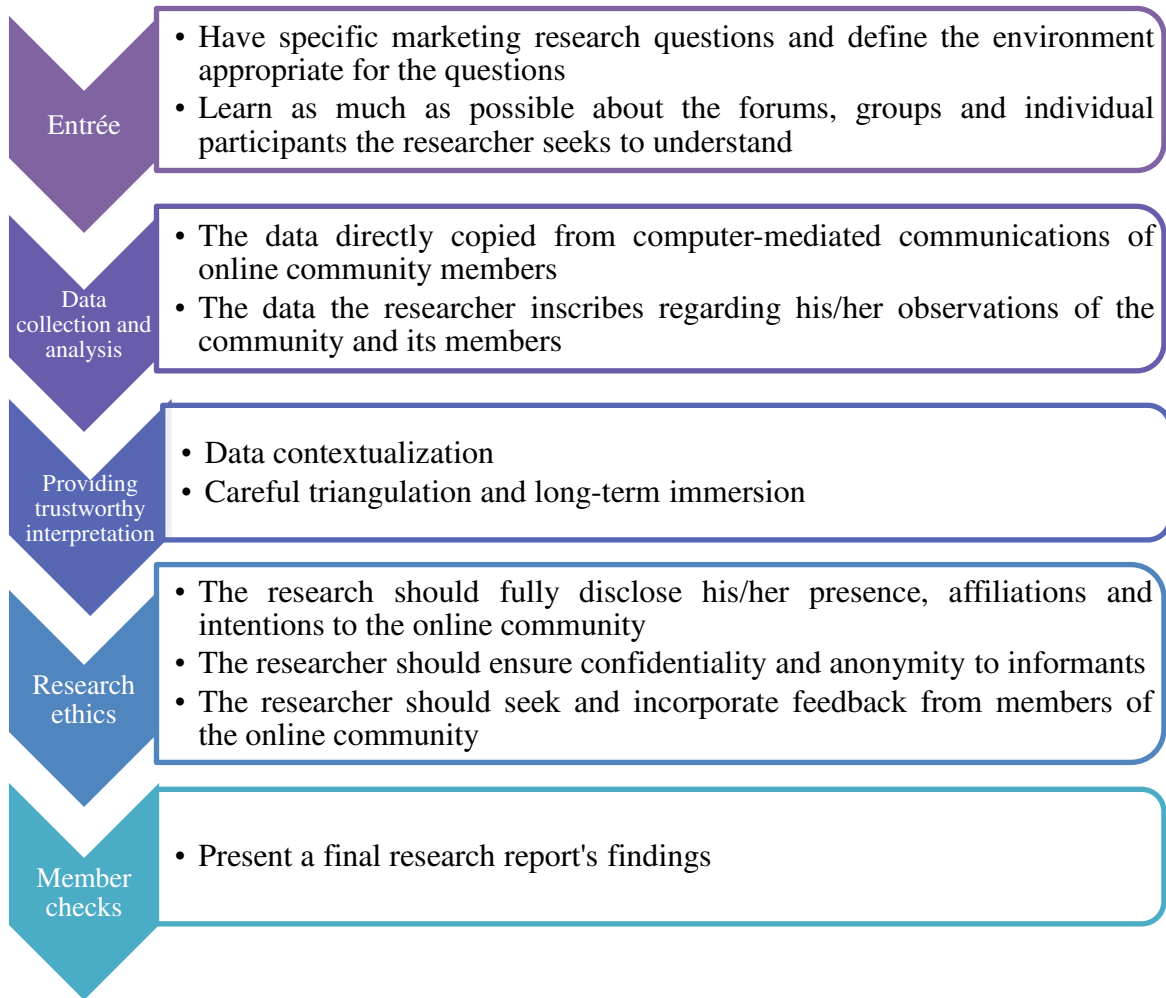 Entrée
• Have specific marketing research questions and define the environment
appropriate for the questions
• Learn as much as possible about the forums, groups and individual
participants the researcher seeks to understand
Data
collection and
analysis
• The data directly copied from computer-mediated communications of
online community members
• The data the researcher inscribes regarding his/her observations of the
community and its members
Providing
trustworthy
interpretation
• Data contextualization
• Careful triangulation and long-term immersion
Research
ethics
• The research should fully disclose his/her presence, affiliations and
intentions to the online community
• The researcher should ensure confidentiality and anonymity to informants
• The researcher should seek and incorporate feedback from members of
the online community
Member
checks
• Present a final research report's findings